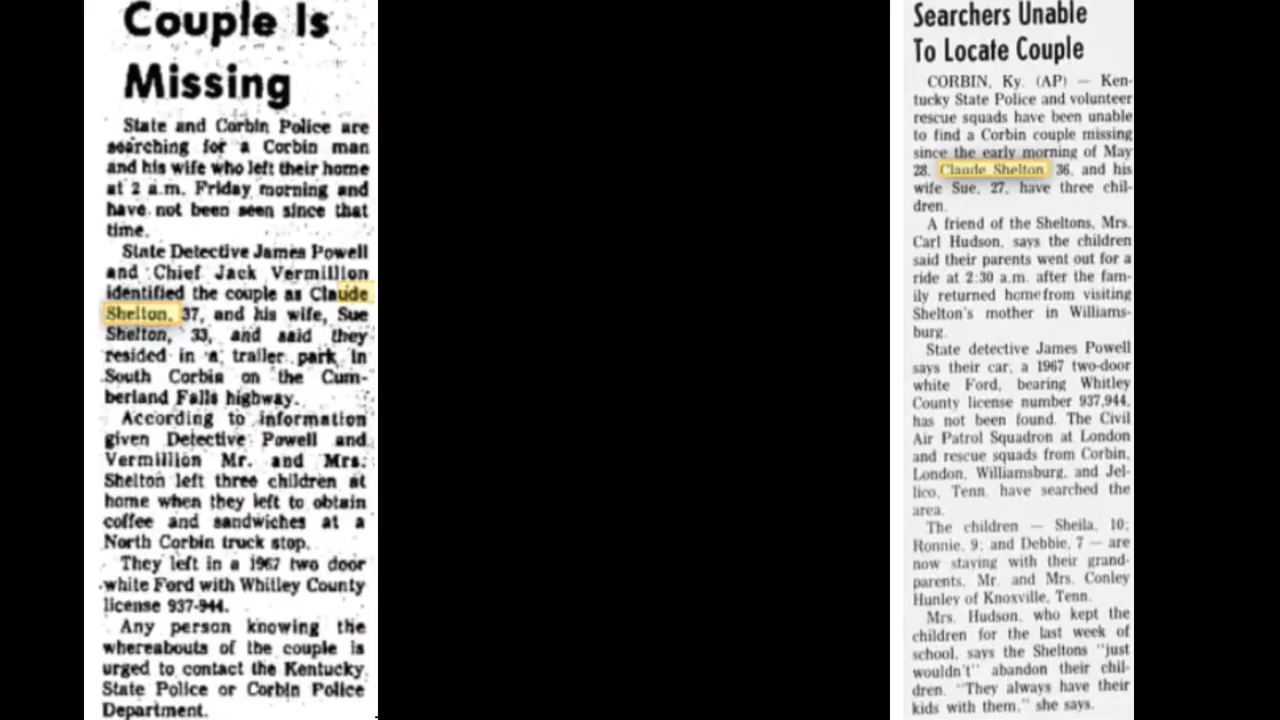 Couple Is
Missing
State and Corbin Police are
searching for a Corbin man
and his wife who left their home
at 2 a.m. Friday morning and
have not been seen since that
time.
State Detective James Powell
and Chief Jack Vermillion
identified the couple as Claude
Shelton, 37, and his wife, Sue
Shelton, 33, and said they
resided in a trailer park in
South Corbin on the Cum-
berland Falls highway.
According to information
given Detective Powell and
Vermillion Mr. and Mrs.
Shelton left three children at
home when they left to obtain
coffee and sandwiches at a
North Corbin truck stop.
They left in a 1967 two door
white Ford with Whitley County
license 937-944.
Any person knowing the
whereabouts of the couple is
urged to contact the Kentucky
State Police or Corbin Police
Department.
Searchers Unable
To Locate Couple
CORBIN, Ky. (AP) — Ken-
tucky State Police and volunteer
rescue squads have been unable
to find a Corbin couple missing
since the early morning of May
28. Claude Shelton 36, and his
wife Sue, 27, have three chil-
dren.
A friend of the Sheltons, Mrs.
Carl Hudson, says the children
said their parents went out for a
ride at 2:30 a.m. after the fam-
ily returned home from visiting
Shelton's mother in Williams-
burg.
State detective James Powell
says their car, a 1967 two-door
white Ford, bearing Whitley
County license number 937,944,
has not been found. The Civil
Air Patrol Squadron at London
and rescue squads from Corbin,
London, Williamsburg, and Jel-
lico, Tenn. have searched the
area.
The children — Sheila, 10;
Ronnie, 9; and Debbie, 7 — are
now staying with their grand-
parents, Mr. and Mrs. Conley
Hunley of Knoxville, Tenn.
Mrs. Hudson, who kept the
children for the last week of
school, says the Sheltons "just
wouldn't" abandon their chil-
dren. "They always have their
kids with them," she says.